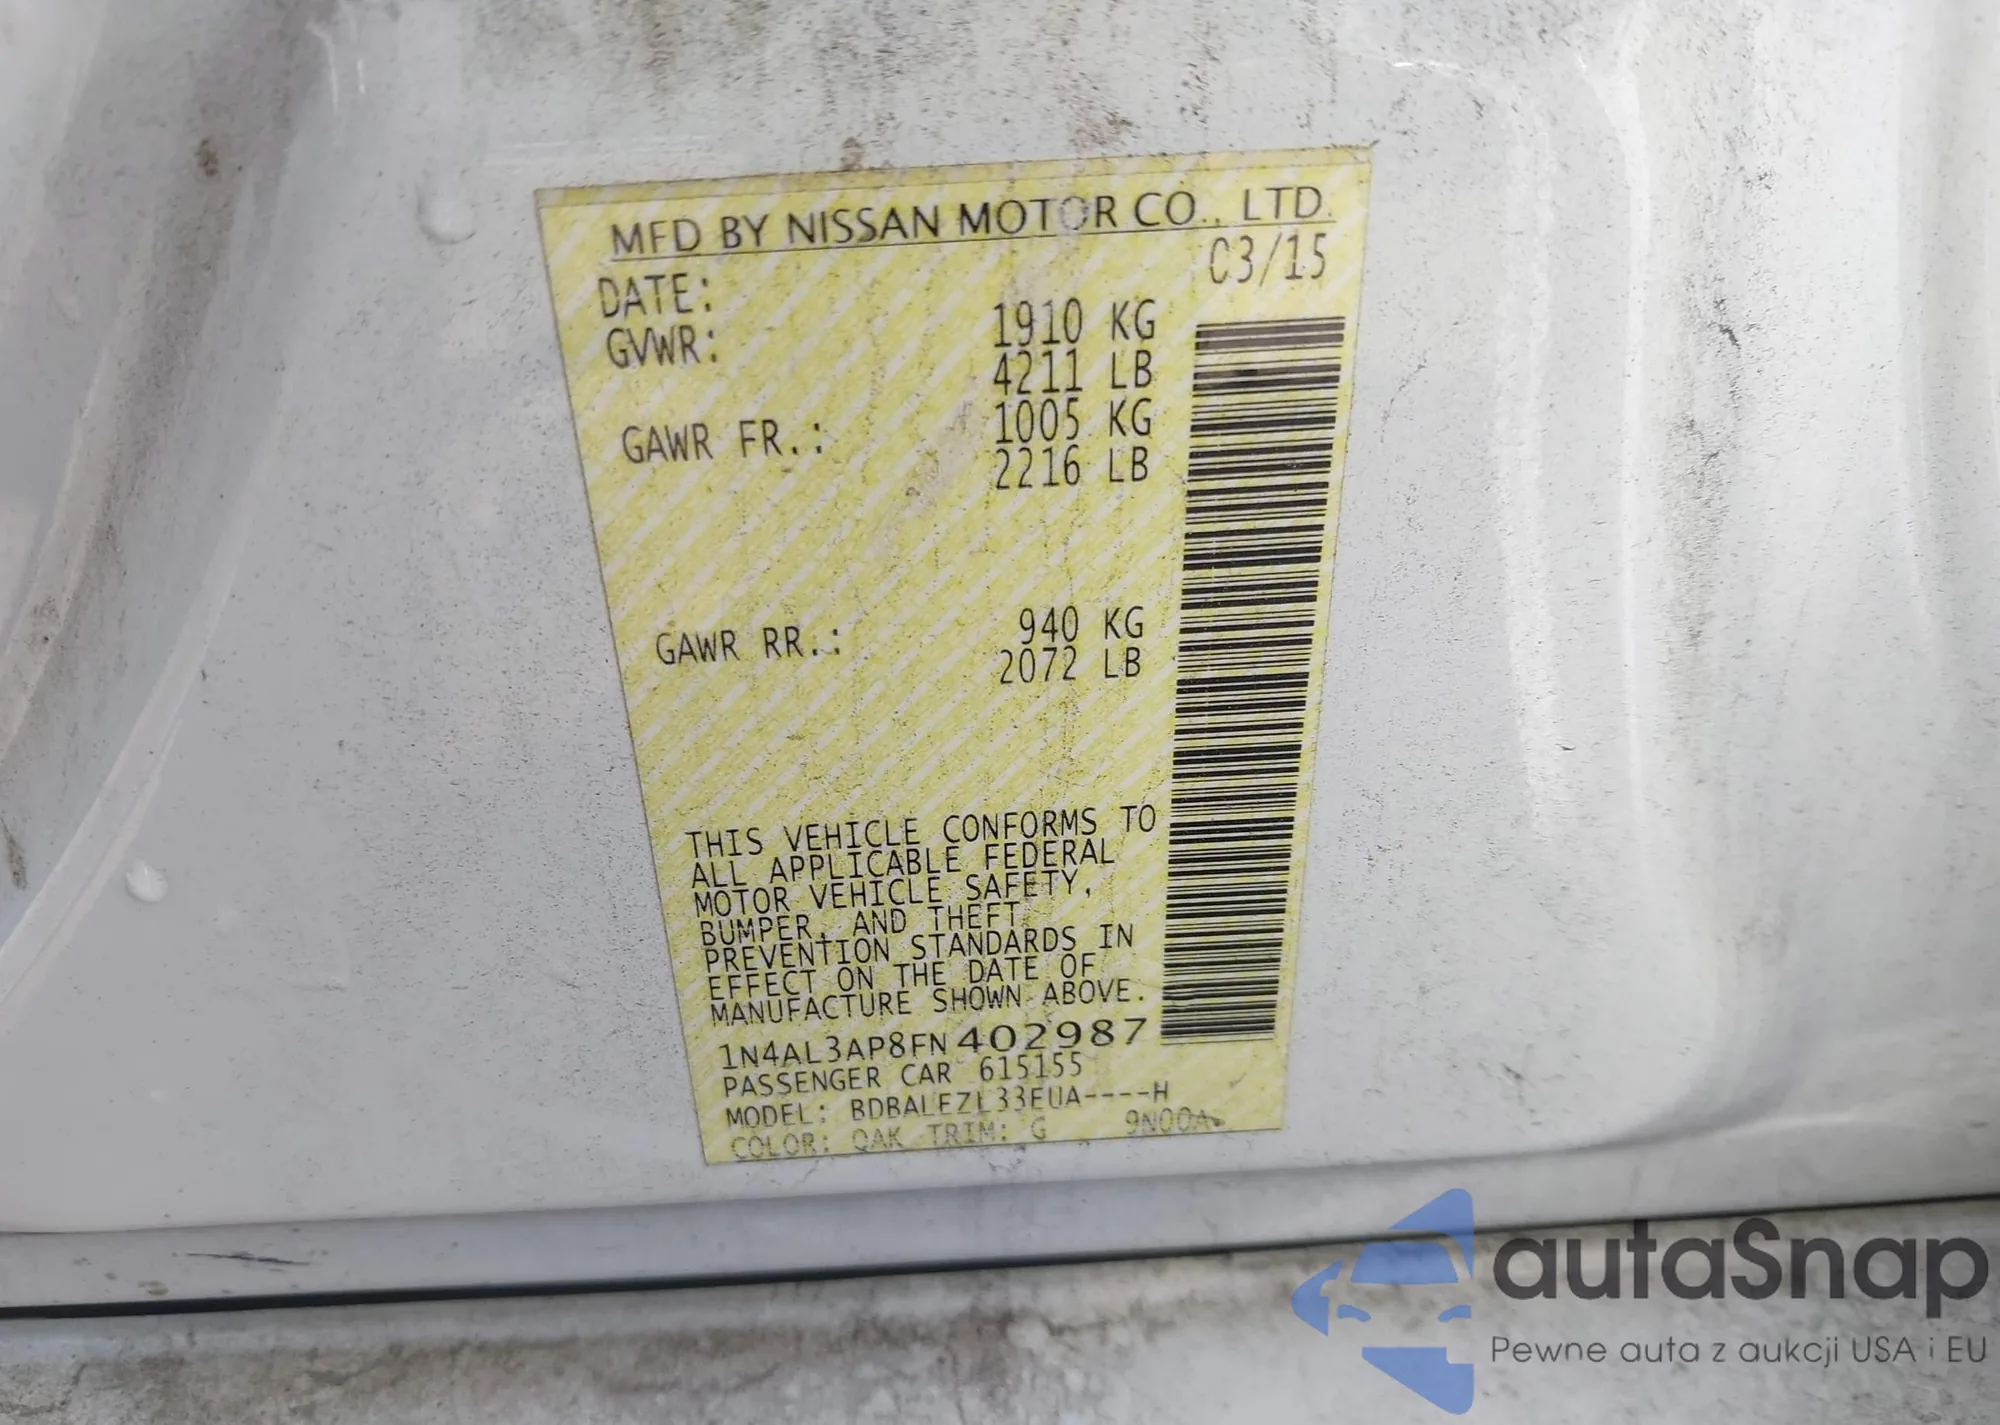 MFD BY NISSAN MOTOR CO., LTD.
DATE: 03/15
GVWR: 1910 KG
4211 LB
GAWR FR.: 1005 KG
2216 LB
GAWR RR.: 940 KG
2072 LB
THIS VEHICLE CONFORMS TO
ALL APPLICABLE FEDERAL
MOTOR VEHICLE SAFETY,
BUMPER, AND THEFT
PREVENTION STANDARDS IN
EFFECT ON THE DATE OF
MANUFACTURE SHOWN ABOVE.
1N4AL3AP8FN402987
PASSENGER CAR 615155
MODEL: BDBALEZL33EUA----H
COLOR: QAK TRIM: G 9N00A
autaSnap
Pewne auta z aukcji USA i EU